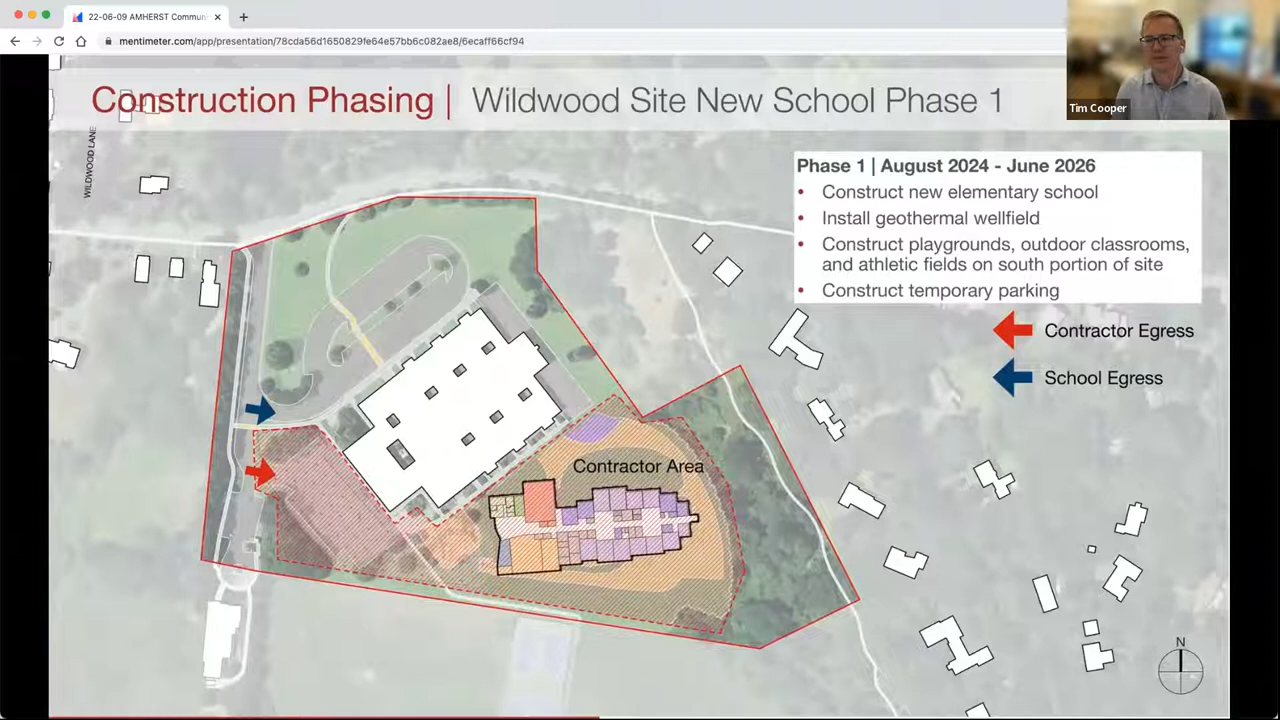 22-06-09 AMHERST Commun
mentimeter.com/app/presentation/78cda56d1650829fe64e57bb6c082ae8/6ecaff66cf94
Construction Phasing | Wildwood Site New School Phase 1
Tim Cooper
WILDWOOD LANE
Phase 1 | August 2024 - June 2026
• Construct new elementary school
• Install geothermal wellfield
• Construct playgrounds, outdoor classrooms,
and athletic fields on south portion of site
• Construct temporary parking
Contractor Egress
School Egress
Contractor Area
N